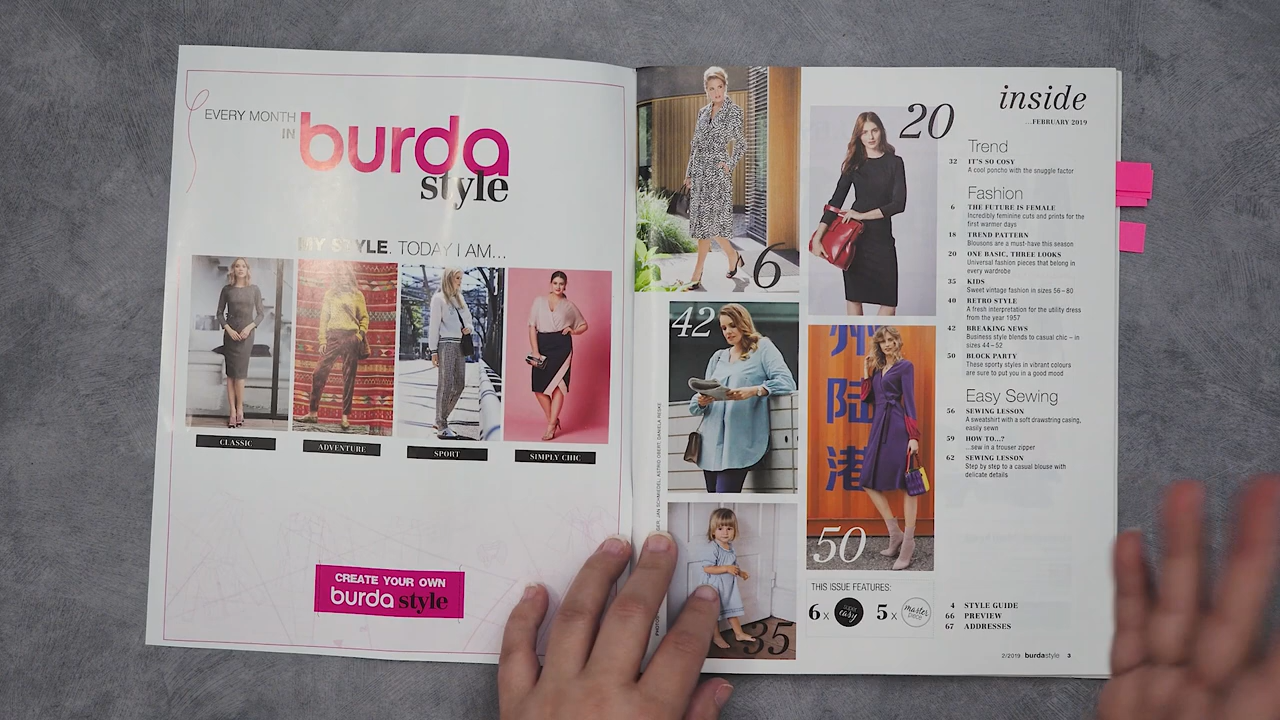 EVERY MONTH
IN
burda
style
MY STYLE. TODAY I AM...
CLASSIC
ADVENTURE
SPORT
SIMPLY CHIC
CREATE YOUR OWN
burda style
6
42
35
20
州
陆
港
50
THIS ISSUE FEATURES:
6 x super easy 5 x master piece
inside
...FEBRUARY 2019
Trend
32 IT'S SO COSY
A cool poncho with the snuggle factor
Fashion
6 THE FUTURE IS FEMALE
Incredibly feminine cuts and prints for the
first warmer days
18 TREND PATTERN
Blousons are a must-have this season
20 ONE BASIC, THREE LOOKS
Universal fashion pieces that belong in
every wardrobe
35 KIDS
Sweet vintage fashion in sizes 56–80
40 RETRO STYLE
A fresh interpretation for the utility dress
from the year 1957
42 BREAKING NEWS
Business style blends to casual chic – in
sizes 44–52
50 BLOCK PARTY
These sporty styles in vibrant colours
are sure to put you in a good mood
Easy Sewing
56 SEWING LESSON
A sweatshirt with a soft drawstring casing,
easily sewn
59 HOW TO...?
...sew in a trouser zipper
62 SEWING LESSON
Step by step to a casual blouse with
delicate details
4 STYLE GUIDE
66 PREVIEW
67 ADDRESSES
2/2019 burdastyle 3